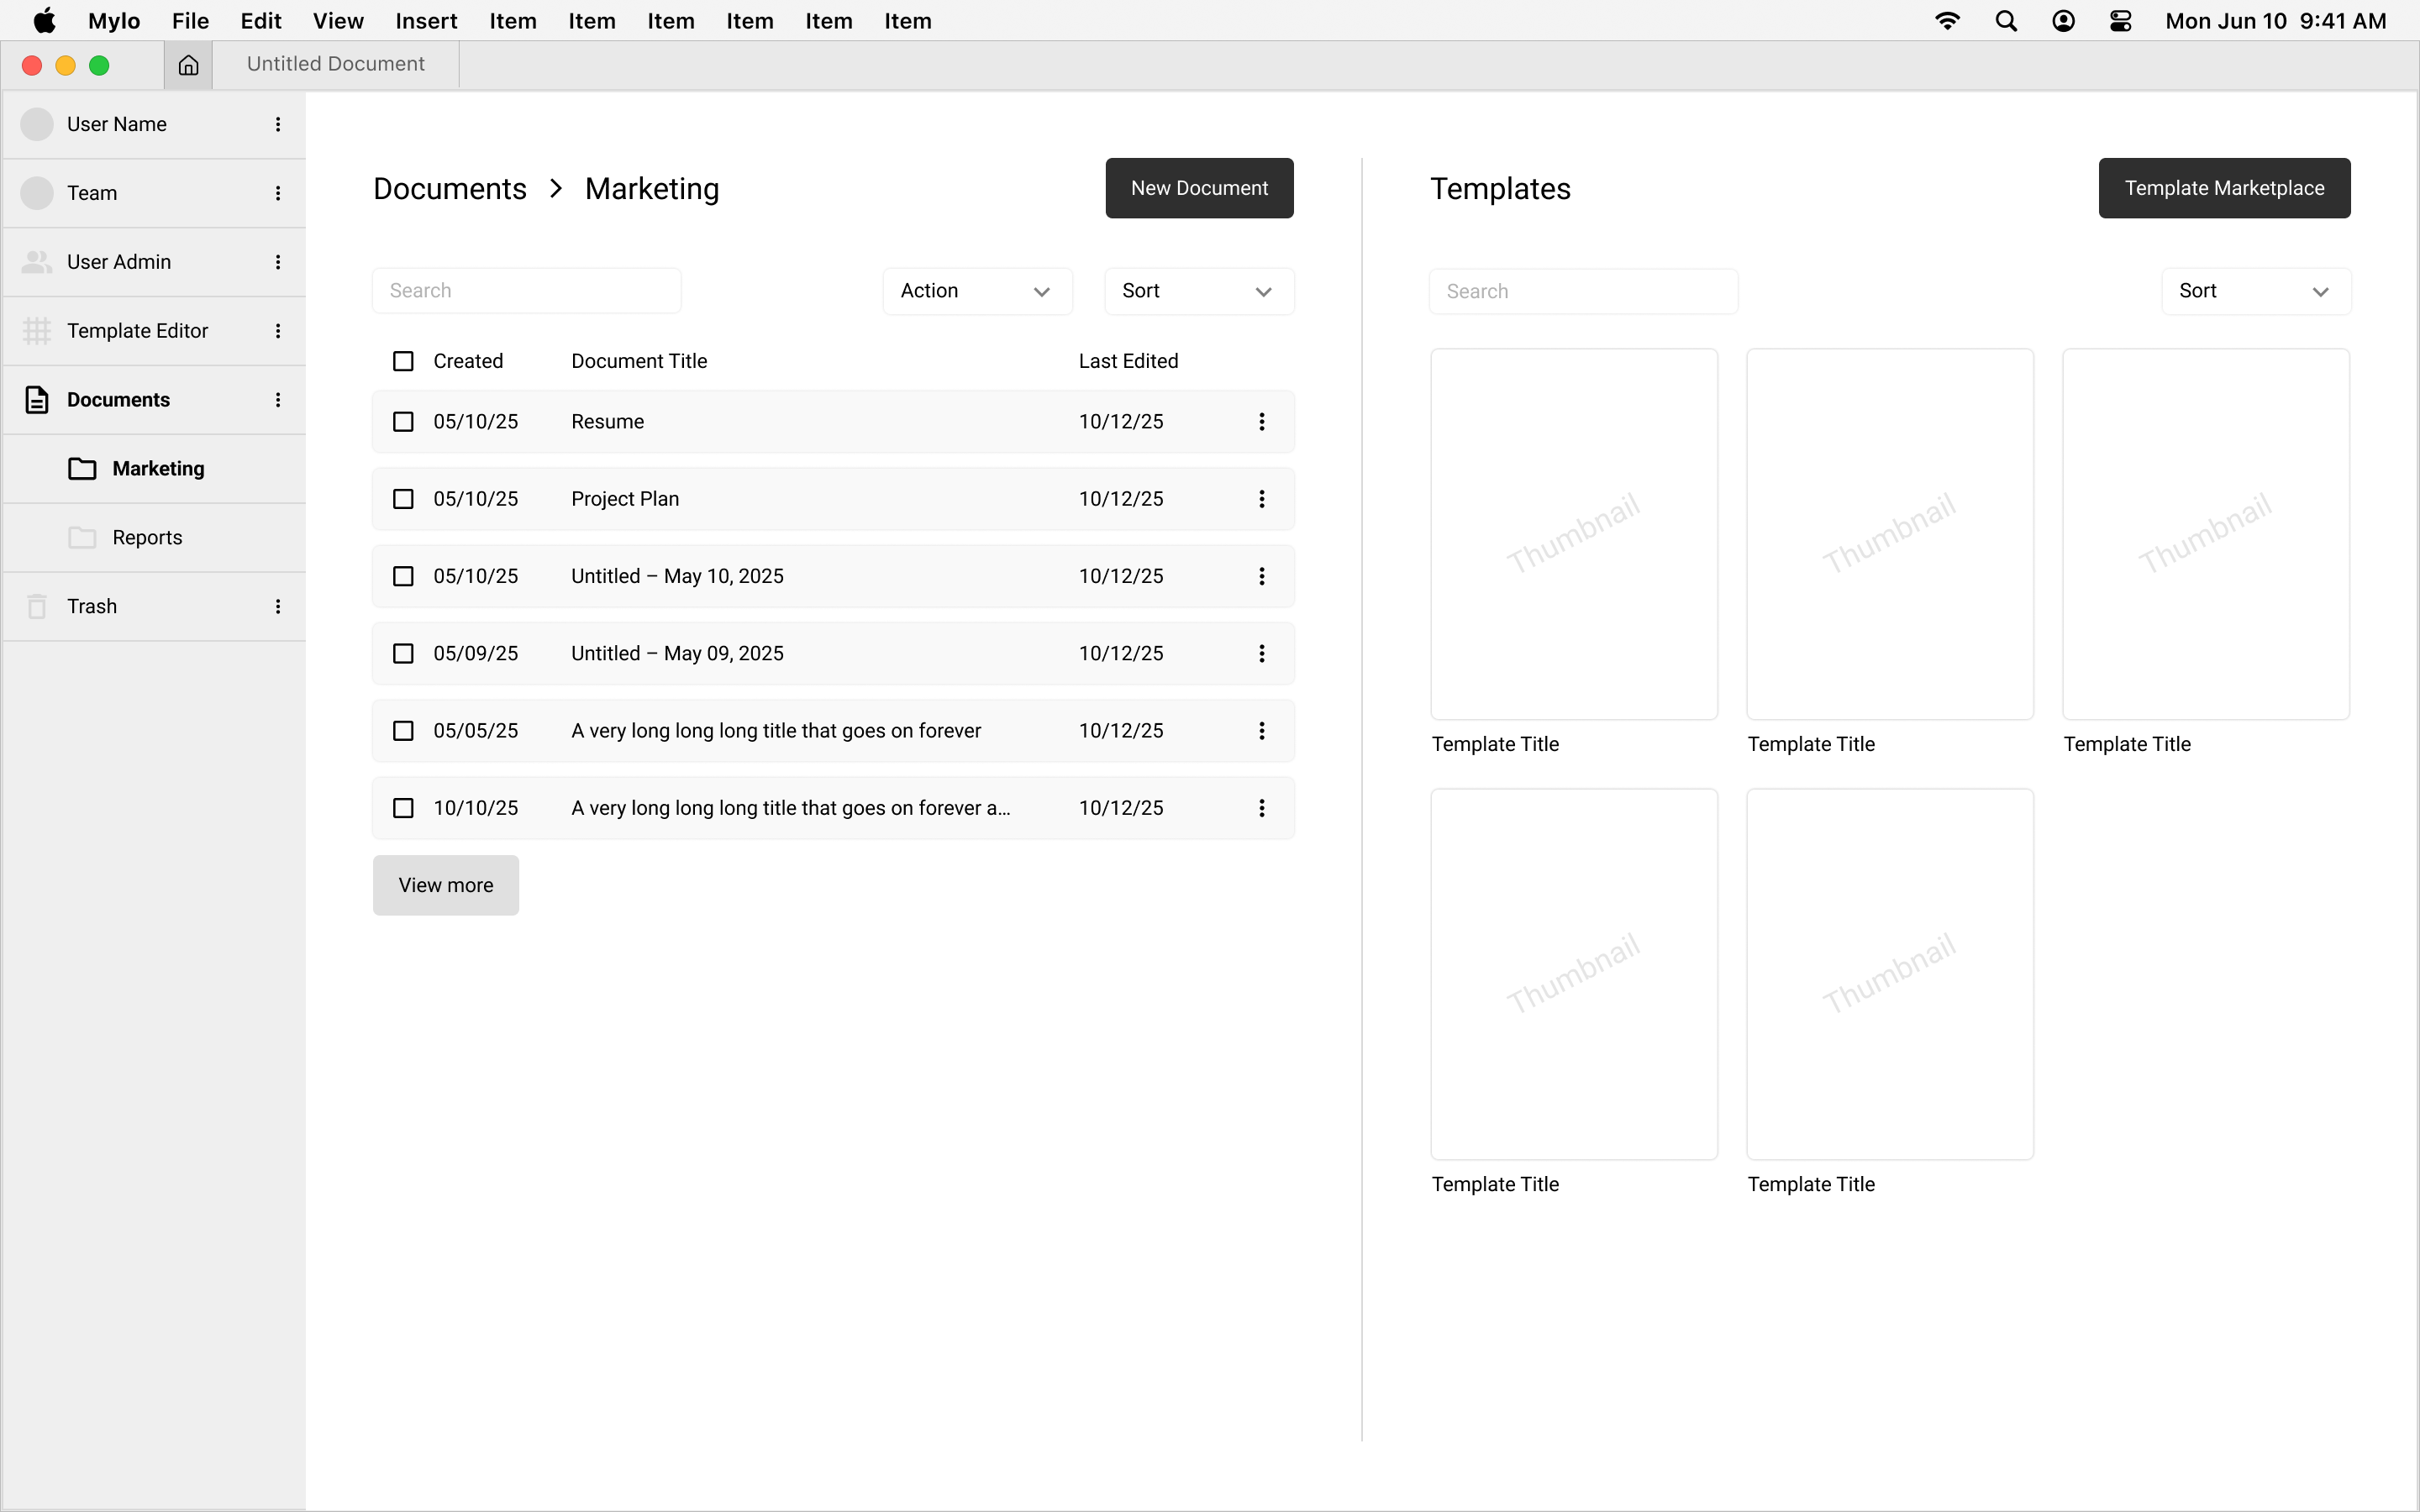 Mylo File Edit View Insert Item Item Item Item Item Item Mon Jun 10 9:41 AM
Untitled Document
User Name
Team
User Admin
Template Editor
Documents
Marketing
Reports
Trash
Documents > Marketing
New Document
Search
Action
Sort
Created Document Title Last Edited
05/10/25 Resume 10/12/25
05/10/25 Project Plan 10/12/25
05/10/25 Untitled – May 10, 2025 10/12/25
05/09/25 Untitled – May 09, 2025 10/12/25
05/05/25 A very long long long title that goes on forever 10/12/25
10/10/25 A very long long long title that goes on forever a... 10/12/25
View more
Templates
Template Marketplace
Search
Sort
Thumbnail Thumbnail Thumbnail
Template Title Template Title Template Title
Thumbnail Thumbnail
Template Title Template Title